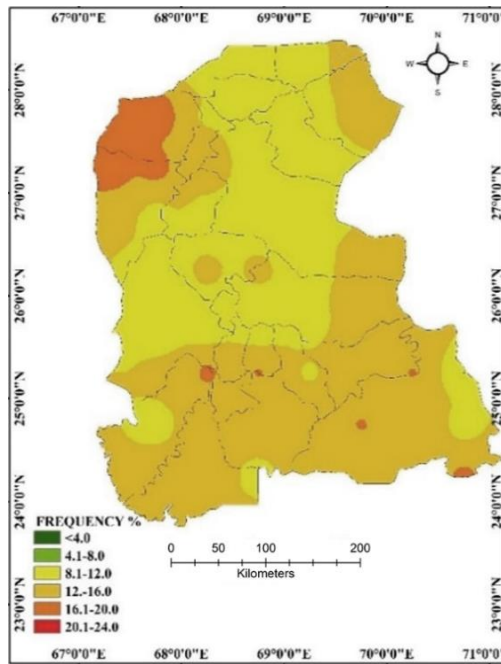 67°0'0"E 68°0'0"E 69°0'0"E 70°0'0"E 71°0'0"E
N
W E
S
28°0'0"N 28°0'0"N
27°0'0"N 27°0'0"N
26°0'0"N 26°0'0"N
25°0'0"N 25°0'0"N
24°0'0"N 24°0'0"N
23°0'0"N 23°0'0"N
FREQUENCY %
<4.0
4.1-8.0
8.1-12.0
12.-16.0
16.1-20.0
20.1-24.0
0 50 100 200
Kilometers
67°0'0"E 68°0'0"E 69°0'0"E 70°0'0"E 71°0'0"E